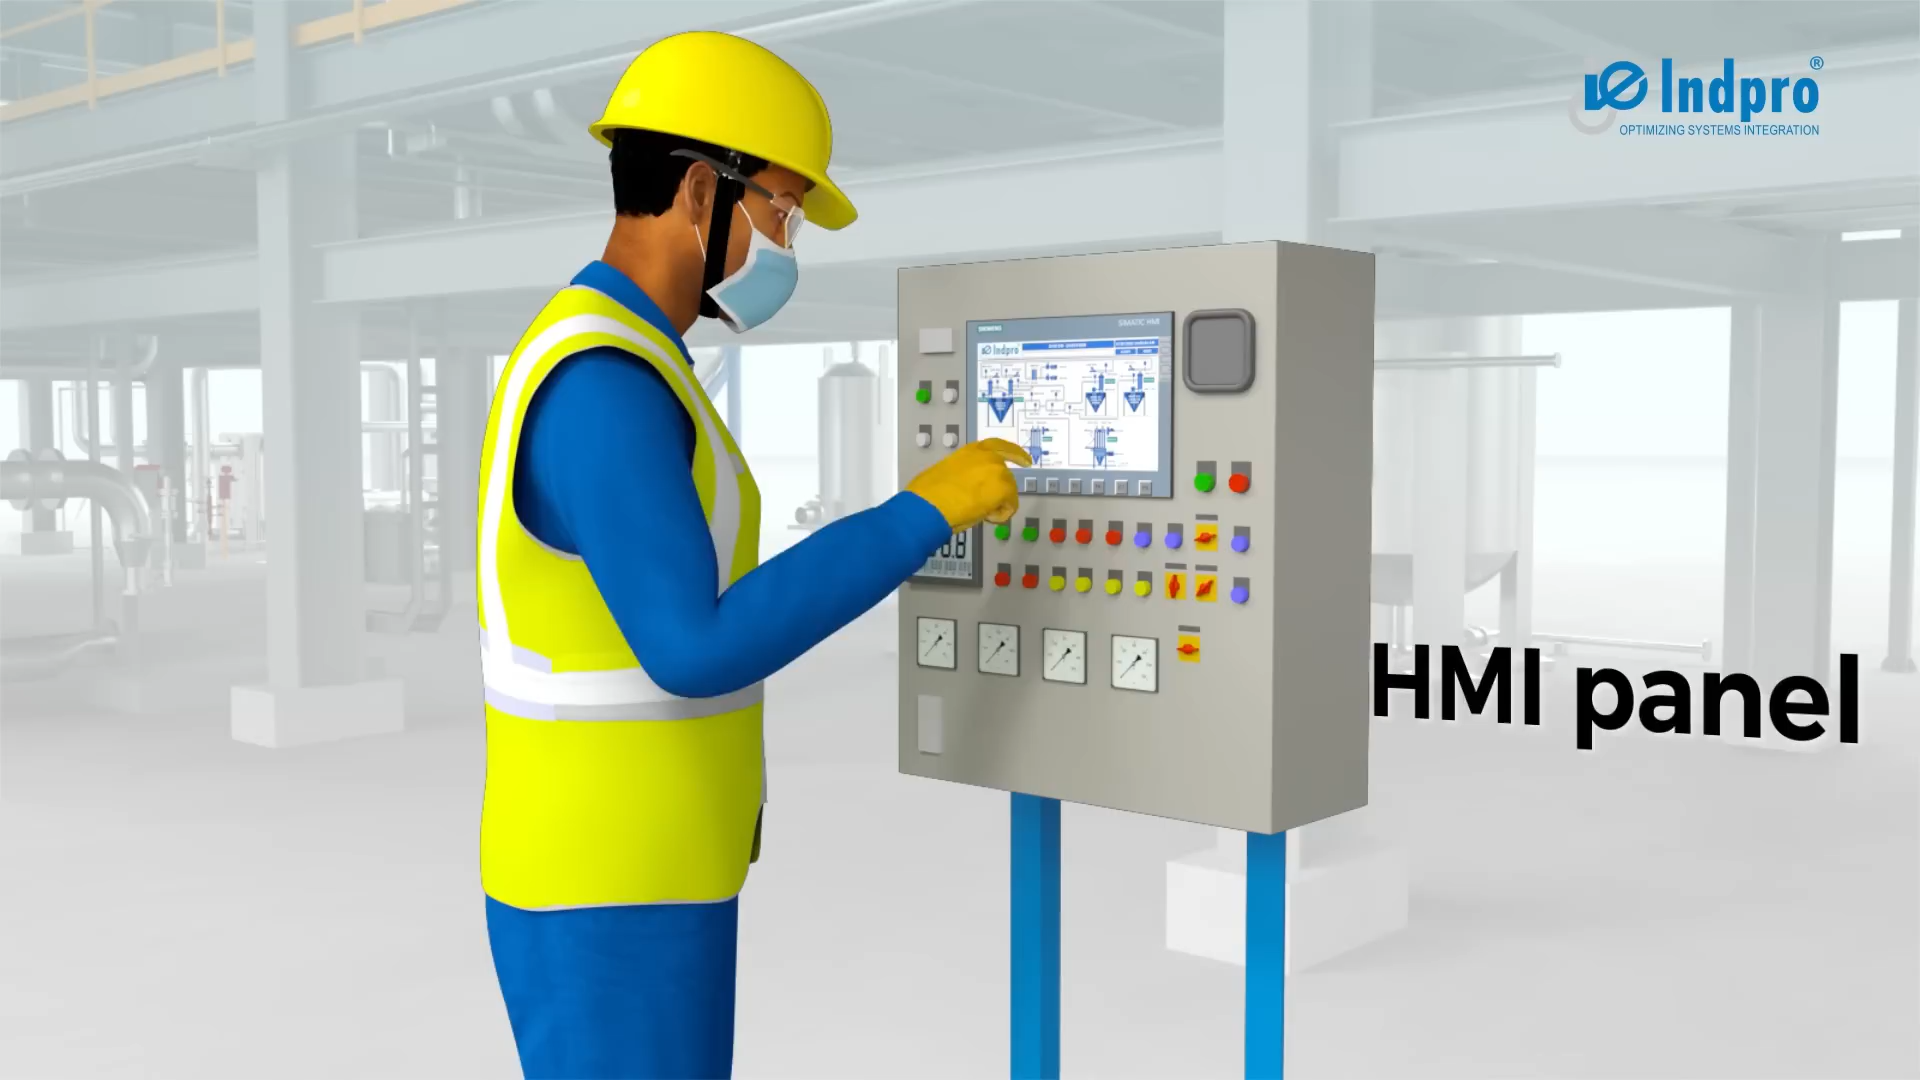 Indpro®
OPTIMIZING SYSTEMS INTEGRATION
SIEMENS
SIMATIC HMI
Indpro
HMI panel